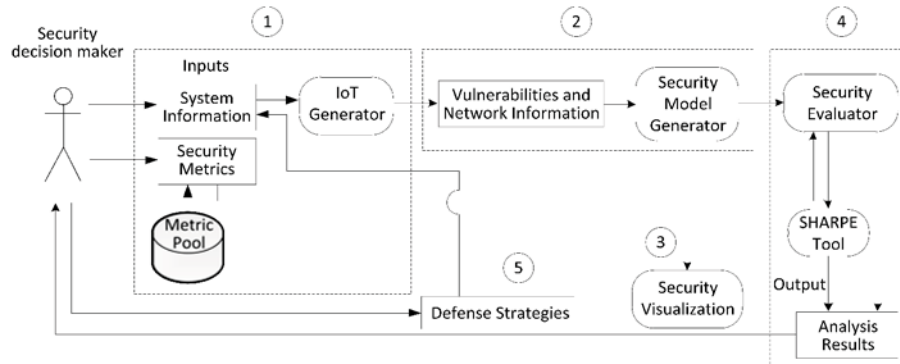 1
2
4
Security
decision maker
Inputs
System
Information
IoT
Generator
Vulnerabilities and
Network Information
Security
Model
Generator
Security
Evaluator
Security
Metrics
Metric
Pool
SHARPE
Tool
3
5
Output
Defense Strategies
Security
Visualization
Analysis
Results